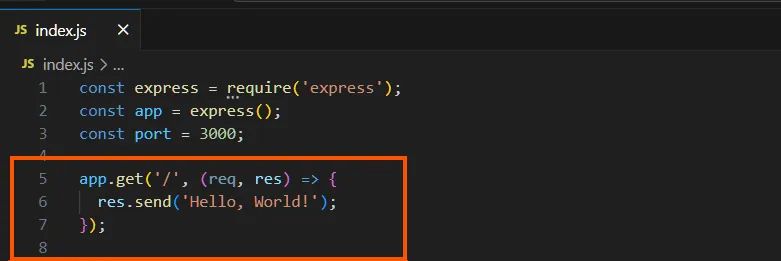 JS index.js ×
JS index.js > ...
1 const express = require('express');
2 const app = express();
3 const port = 3000;
4
5 app.get('/', (req, res) => {
6   res.send('Hello, World!');
7 });
8